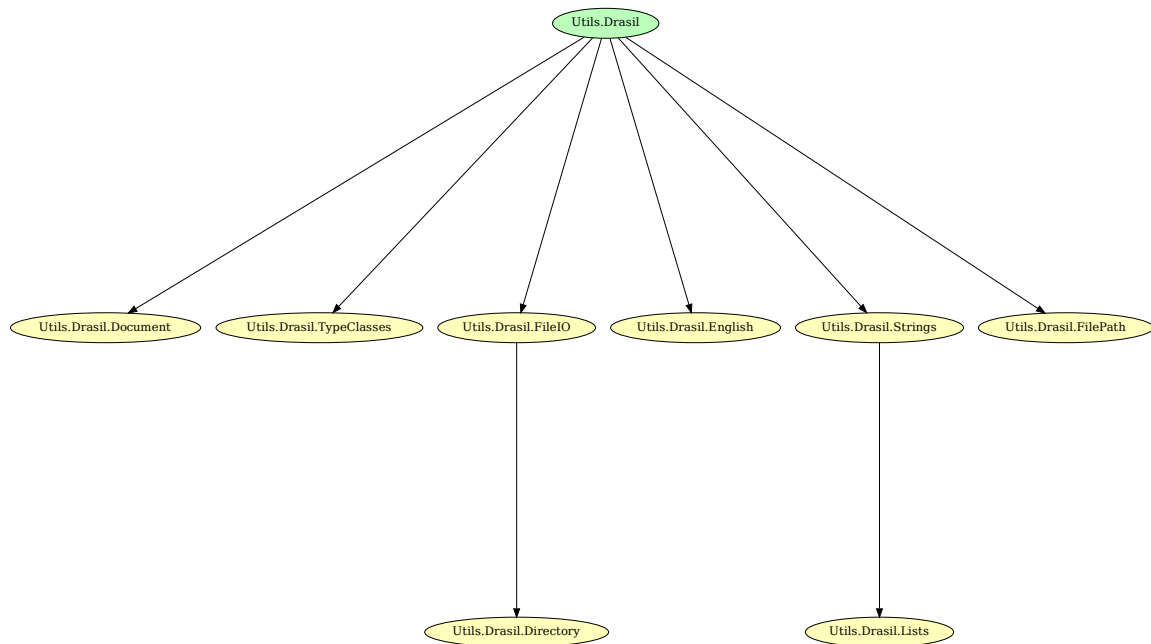 Utils.Drasil
Utils.Drasil.Document
Utils.Drasil.TypeClasses
Utils.Drasil.FileIO
Utils.Drasil.English
Utils.Drasil.Strings
Utils.Drasil.FilePath
Utils.Drasil.Directory
Utils.Drasil.Lists